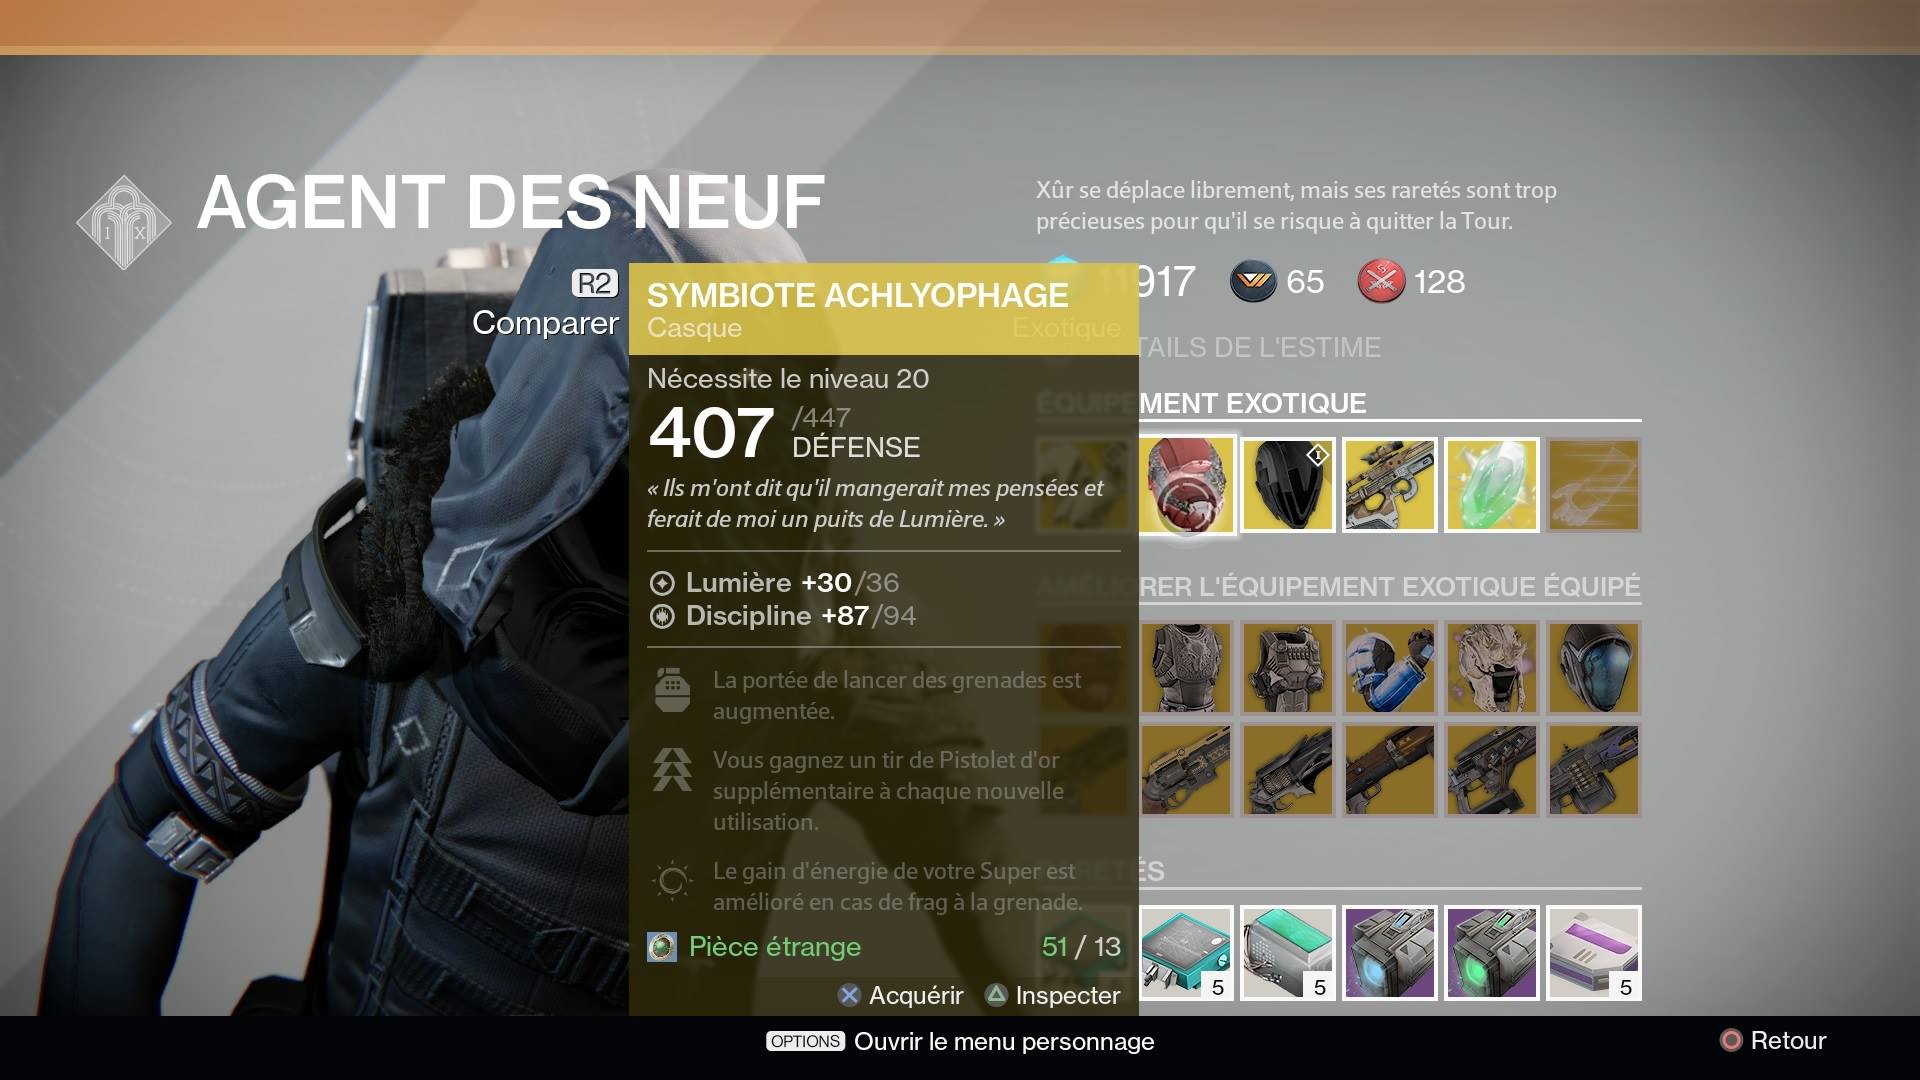 AGENT DES NEUF
I X
Xûr se déplace librement, mais ses raretés sont trop
précieuses pour qu'il se risque à quitter la Tour.
11917 65 128
R2
Comparer
SYMBIOTE ACHLYOPHAGE
Casque Exotique
TAILS DE L'ESTIME
Nécessite le niveau 20
407 /447
DÉFENSE
« Ils m'ont dit qu'il mangerait mes pensées et
ferait de moi un puits de Lumière. »
Lumière +30/36
Discipline +87/94
La portée de lancer des grenades est
augmentée.
Vous gagnez un tir de Pistolet d'or
supplémentaire à chaque nouvelle
utilisation.
Le gain d'énergie de votre Super est
amélioré en cas de frag à la grenade.
Pièce étrange 51 / 13
Acquérir Inspecter
ÉQUIPEMENT EXOTIQUE
AMÉLIORER L'ÉQUIPEMENT EXOTIQUE ÉQUIPÉ
RARETÉS
5 5 5
OPTIONS Ouvrir le menu personnage
Retour